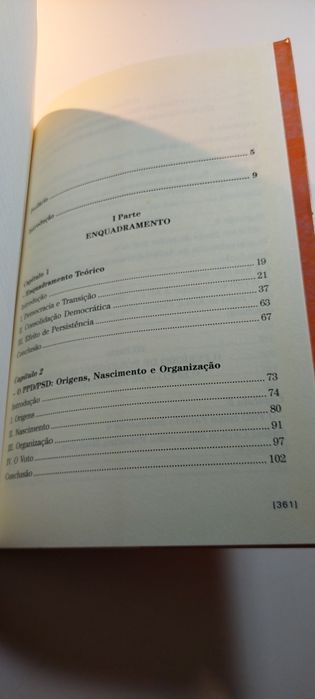 Prefácio ........ 5
Introdução ........ 9
I Parte
ENQUADRAMENTO
Capítulo 1
- Enquadramento Teórico
Introdução ........ 19
I. Democracia e Transição ........ 21
II. Consolidação Democrática ........ 37
III. Efeito de Persistência ........ 63
Conclusão ........ 67
Capítulo 2
- O PPD/PSD: Origens, Nascimento e Organização
Introdução ........ 73
I. Origens ........ 74
II. Nascimento ........ 80
III. Organização ........ 91
IV. O Voto ........ 97
Conclusão ........ 102
[361]